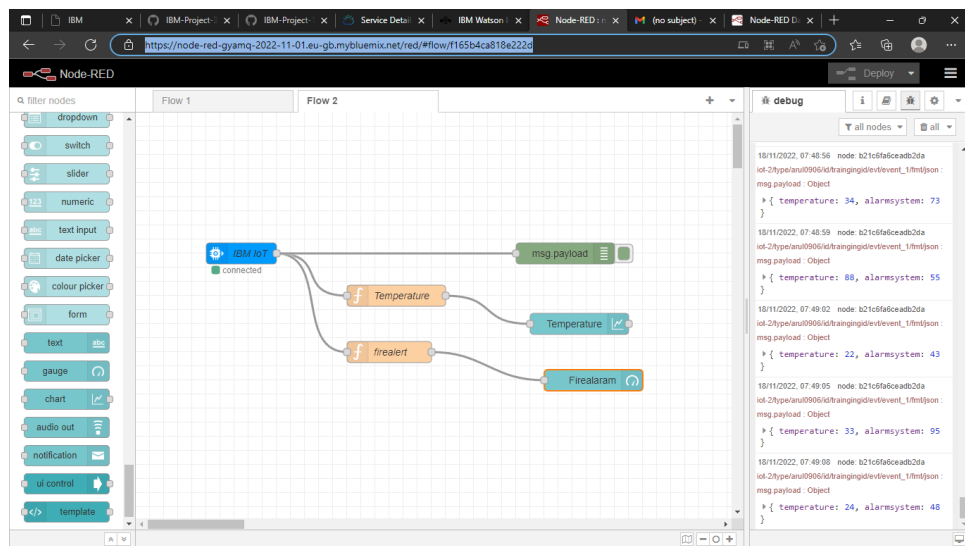 IBM
IBM-Project-
IBM-Project-
Service Detail
IBM Watson
Node-RED : n
(no subject) -
Node-RED D
https://node-red-gyamq-2022-11-01.eu-gb.mybluemix.net/red/#flow/f165b4ca818e222d
Node-RED
Deploy
filter nodes
Flow 1
Flow 2
debug
i
all nodes
all
dropdown
switch
slider
123 numeric
abc text input
date picker
colour picker
form
text abc
gauge
chart
audio out
notification
ui control
</> template
IBM IoT
connected
msg.payload
f Temperature
Temperature
f firealert
Firealaram
18/11/2022, 07:48:56 node: b21c6fa6ceadb2da
iot-2/type/arul0906/id/traingingid/evt/event_1/fmt/json :
msg.payload : Object
{ temperature: 34, alarmsystem: 73
}
18/11/2022, 07:48:59 node: b21c6fa6ceadb2da
iot-2/type/arul0906/id/traingingid/evt/event_1/fmt/json :
msg.payload : Object
{ temperature: 88, alarmsystem: 55
}
18/11/2022, 07:49:02 node: b21c6fa6ceadb2da
iot-2/type/arul0906/id/traingingid/evt/event_1/fmt/json :
msg.payload : Object
{ temperature: 22, alarmsystem: 43
}
18/11/2022, 07:49:05 node: b21c6fa6ceadb2da
iot-2/type/arul0906/id/traingingid/evt/event_1/fmt/json :
msg.payload : Object
{ temperature: 33, alarmsystem: 95
}
18/11/2022, 07:49:08 node: b21c6fa6ceadb2da
iot-2/type/arul0906/id/traingingid/evt/event_1/fmt/json :
msg.payload : Object
{ temperature: 24, alarmsystem: 48
}